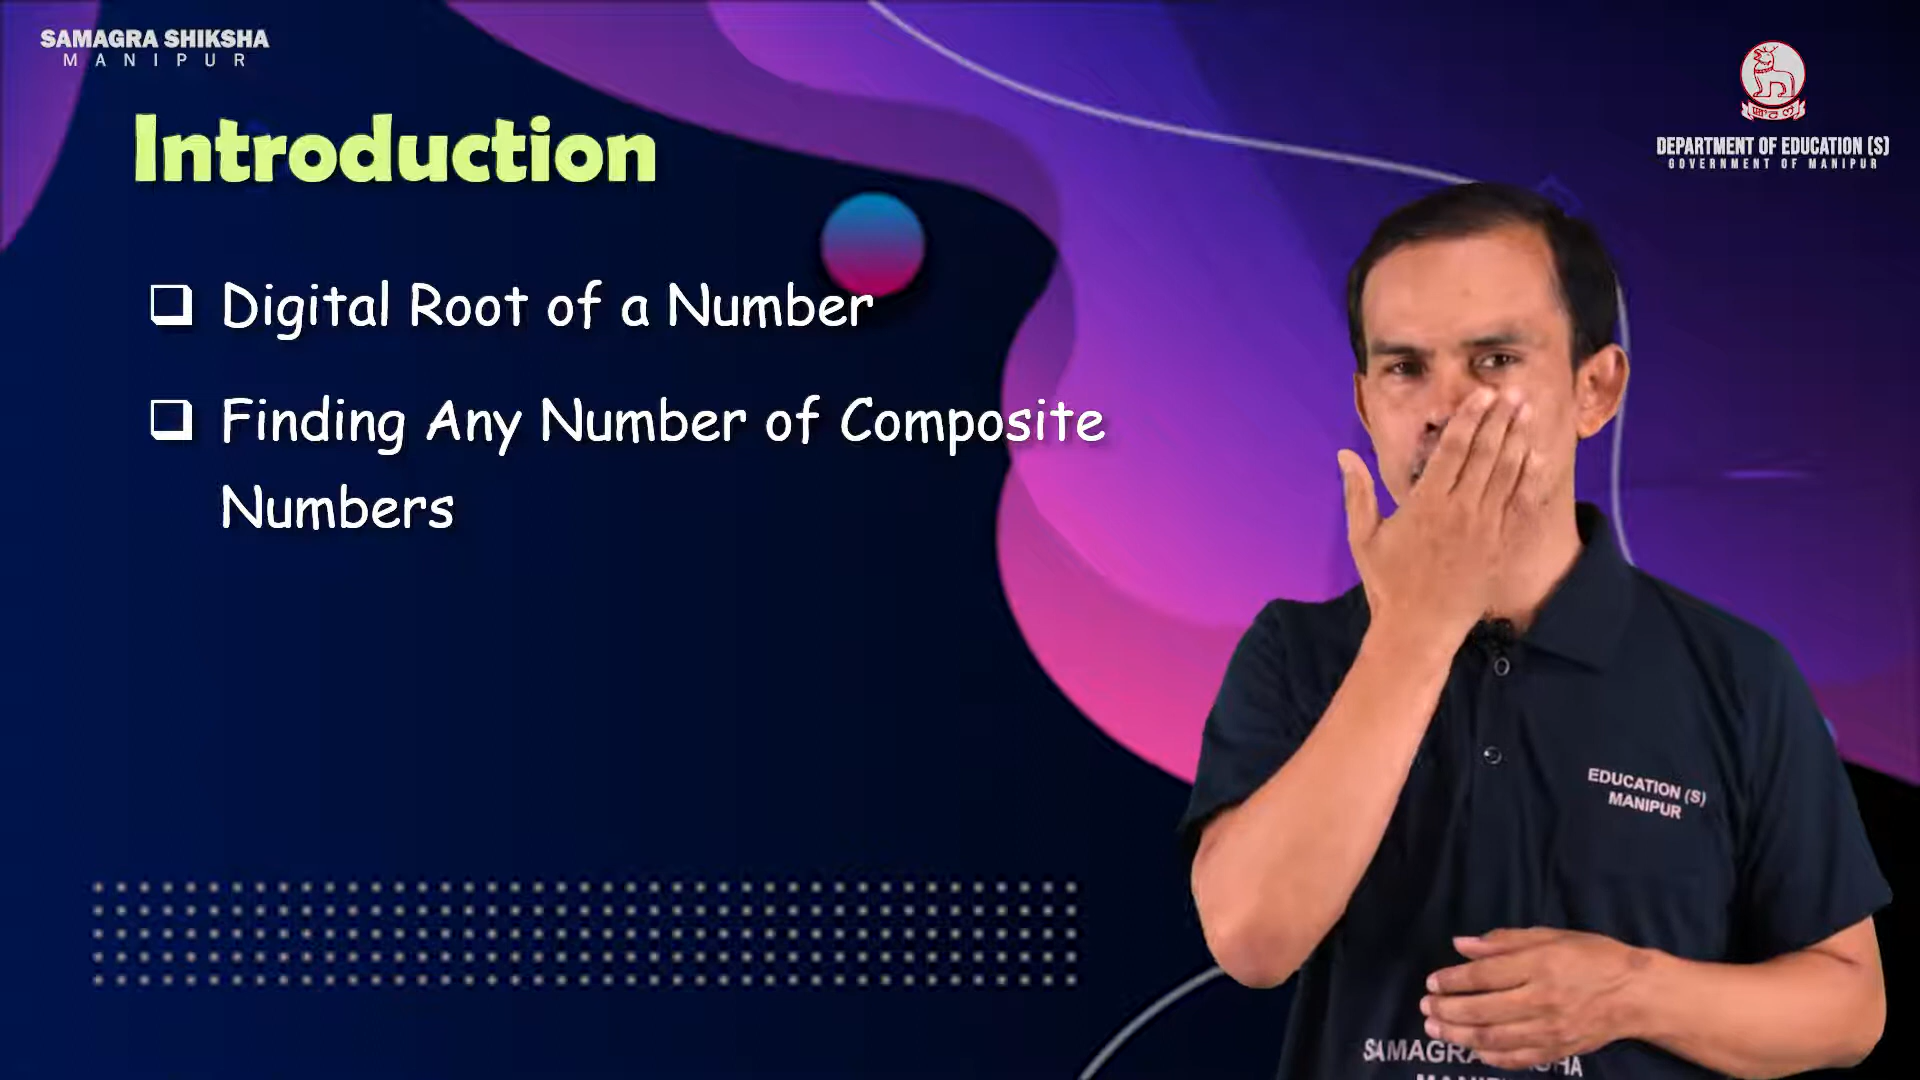 SAMAGRA SHIKSHA
MANIPUR
DEPARTMENT OF EDUCATION (S)
GOVERNMENT OF MANIPUR
Introduction
❑ Digital Root of a Number
❑ Finding Any Number of Composite
Numbers
EDUCATION (S)
MANIPUR